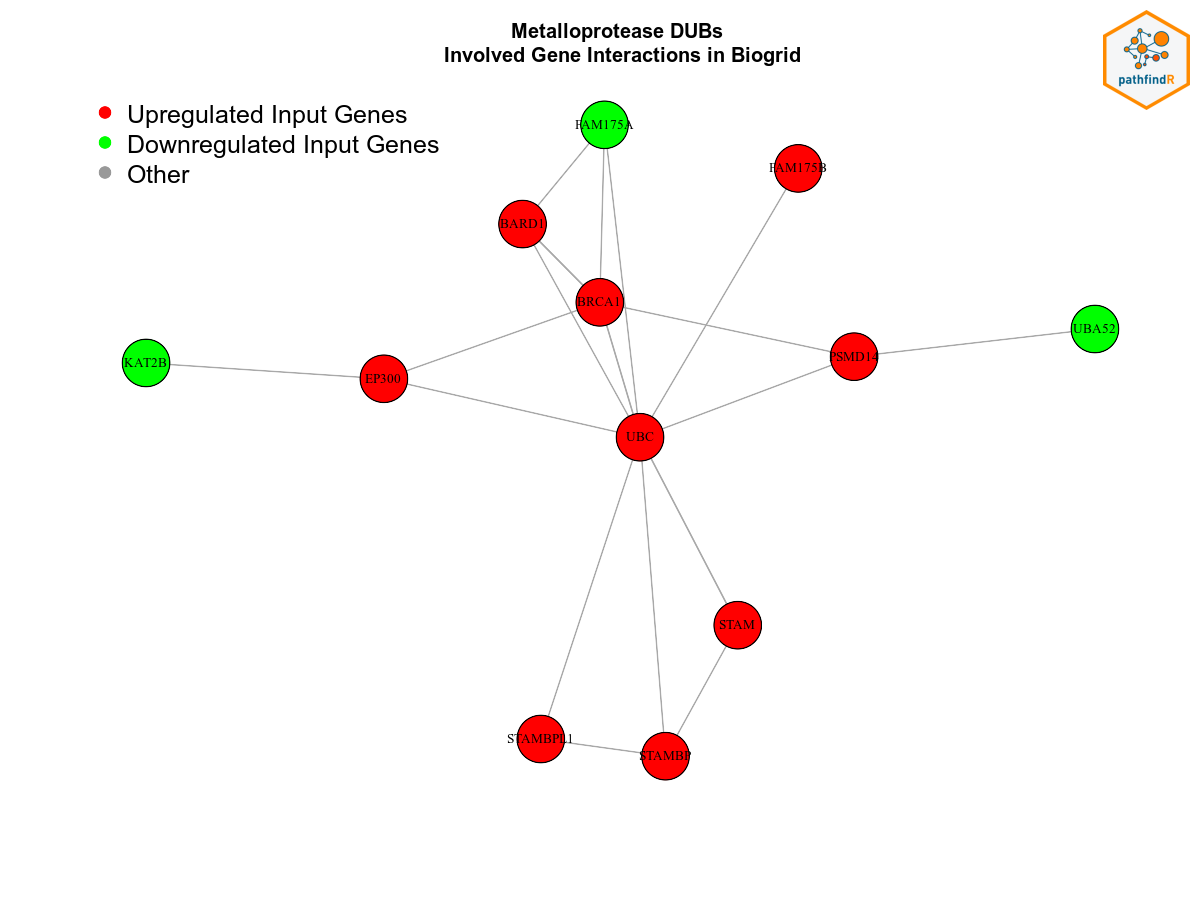 Metalloprotease DUBs
Involved Gene Interactions in Biogrid
pathfindR
Upregulated Input Genes
Downregulated Input Genes
Other
FAM175A
FAM175B
BARD1
BRCA1
UBA52
PSMD14
KAT2B
EP300
UBC
STAM
STAMBPL1
STAMBP